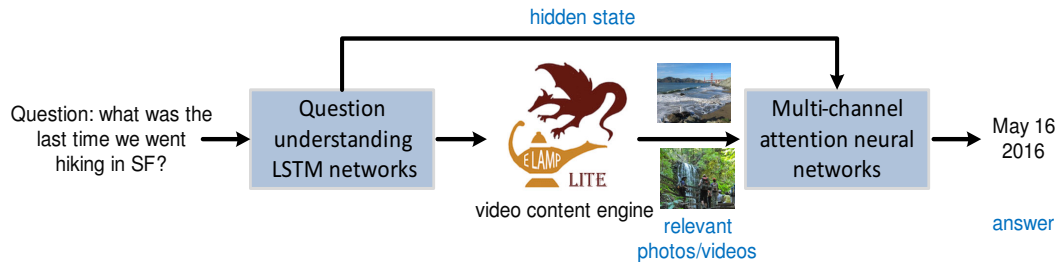 hidden state
Question: what was the
last time we went
hiking in SF?
Question
understanding
LSTM networks
E LAMP
LITE
video content engine
relevant
photos/videos
Multi-channel
attention neural
networks
May 16
2016
answer